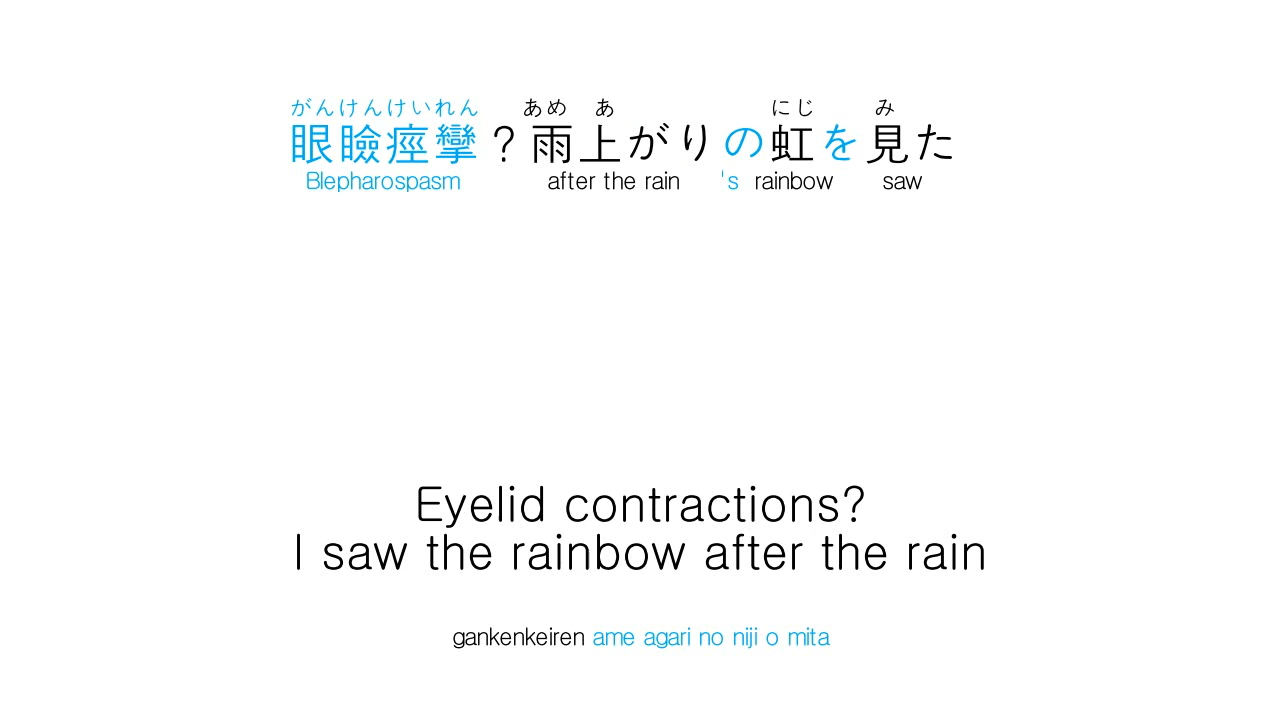 がんけんけいれん あめ あ にじ み
眼瞼痙攣？雨上がりの虹を見た
Blepharospasm after the rain 's rainbow saw
Eyelid contractions?
I saw the rainbow after the rain
gankenkeiren ame agari no niji o mita